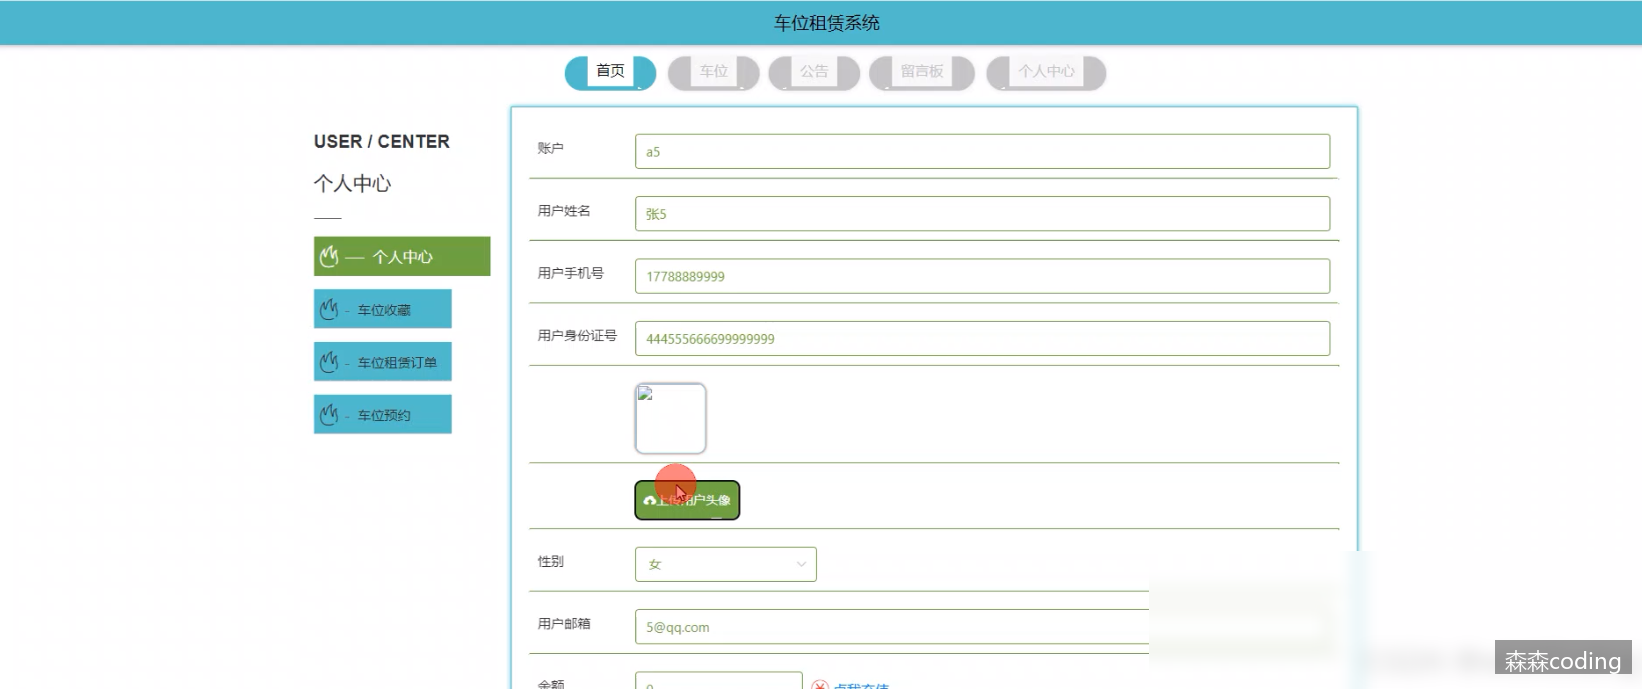 车位租赁系统
首页 车位 公告 留言板 个人中心
USER / CENTER
个人中心
个人中心
- 车位收藏
- 车位租赁订单
- 车位预约
账户 a5
用户姓名 张5
用户手机号 17788889999
用户身份证号 444555666699999999
上传用户头像
性别 女
用户邮箱 5@qq.com
金额 0 点我充值
森森coding